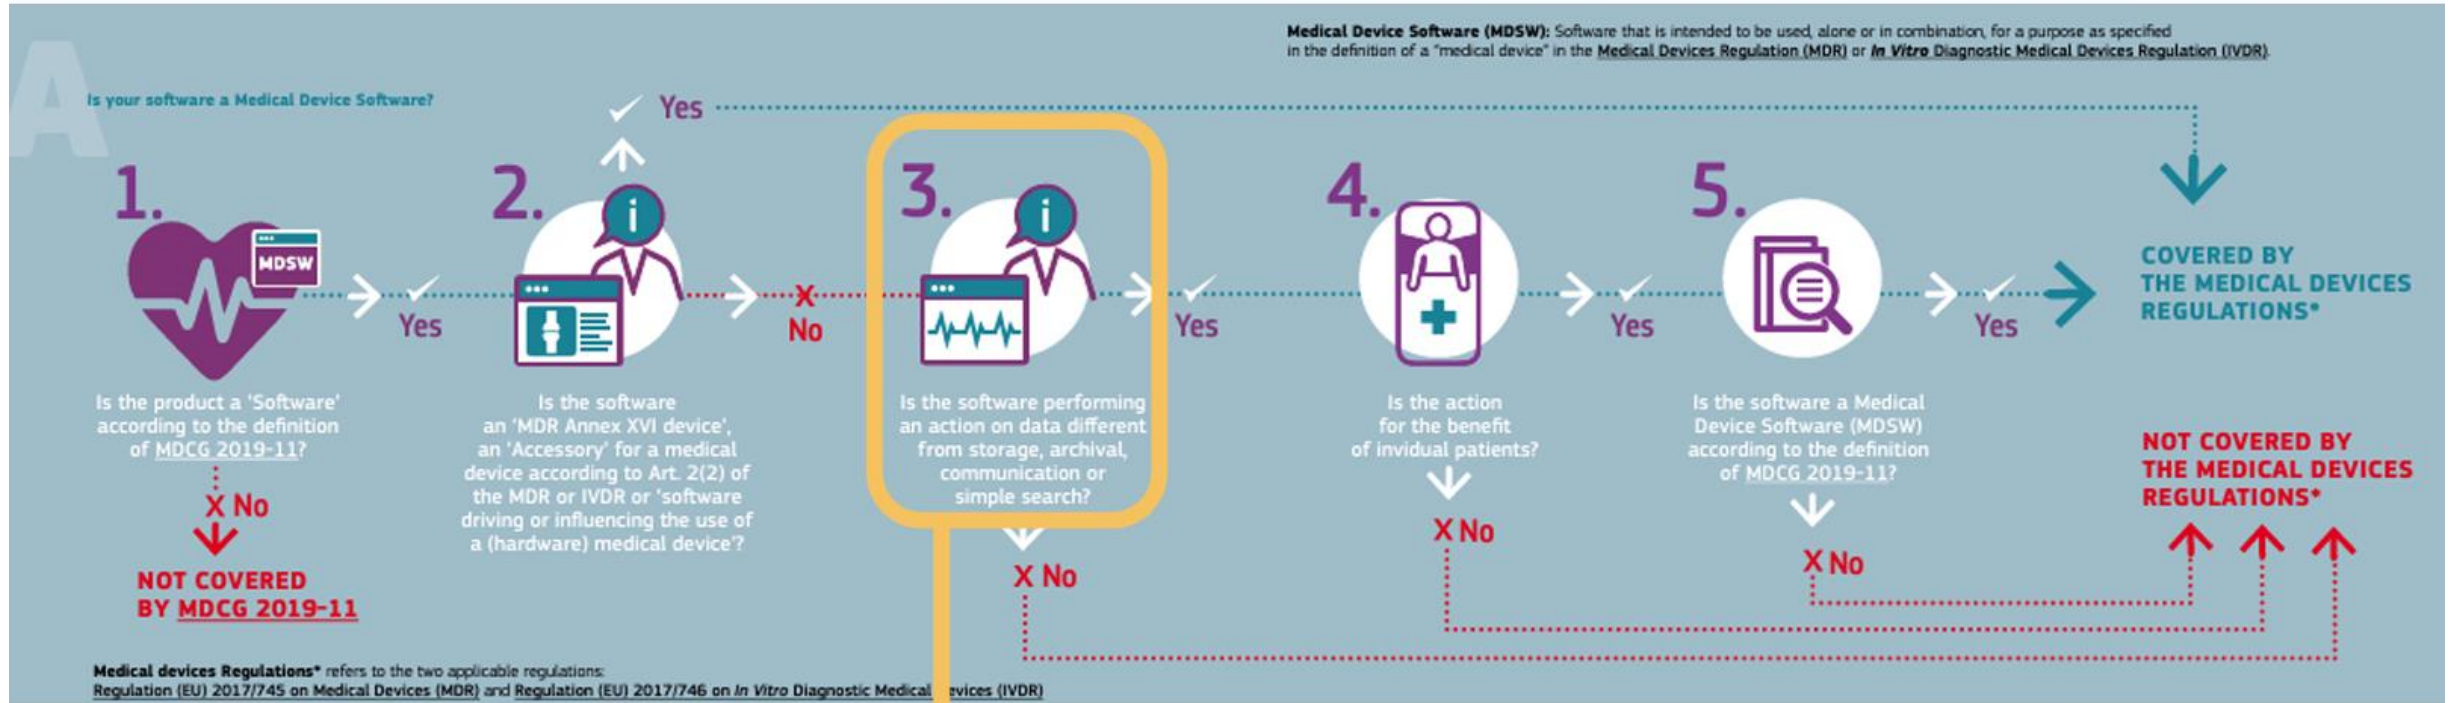 Medical Device Software (MDSW): Software that is intended to be used, alone or in combination, for a purpose as specified
in the definition of a "medical device" in the Medical Devices Regulation (MDR) or In Vitro Diagnostic Medical Devices Regulation (IVDR).
A
Is your software a Medical Device Software?
Yes
1.
MDSW
Yes
Is the product a 'Software'
according to the definition
of MDCG 2019-11?
X No
NOT COVERED
BY MDCG 2019-11
2.
i
X
No
Is the software
an 'MDR Annex XVI device',
an 'Accessory' for a medical
device according to Art. 2(2) of
the MDR or IVDR or 'software
driving or influencing the use of
a (hardware) medical device'?
3.
i
Yes
Is the software performing
an action on data different
from storage, archival,
communication or
simple search?
X No
4.
Yes
Is the action
for the benefit
of invidual patients?
X No
5.
Yes
Is the software a Medical
Device Software (MDSW)
according to the definition
of MDCG 2019-11?
X No
COVERED BY
THE MEDICAL DEVICES
REGULATIONS*
NOT COVERED BY
THE MEDICAL DEVICES
REGULATIONS*
Medical devices Regulations* refers to the two applicable regulations:
Regulation (EU) 2017/745 on Medical Devices (MDR) and Regulation (EU) 2017/746 on In Vitro Diagnostic Medical evices (IVDR)